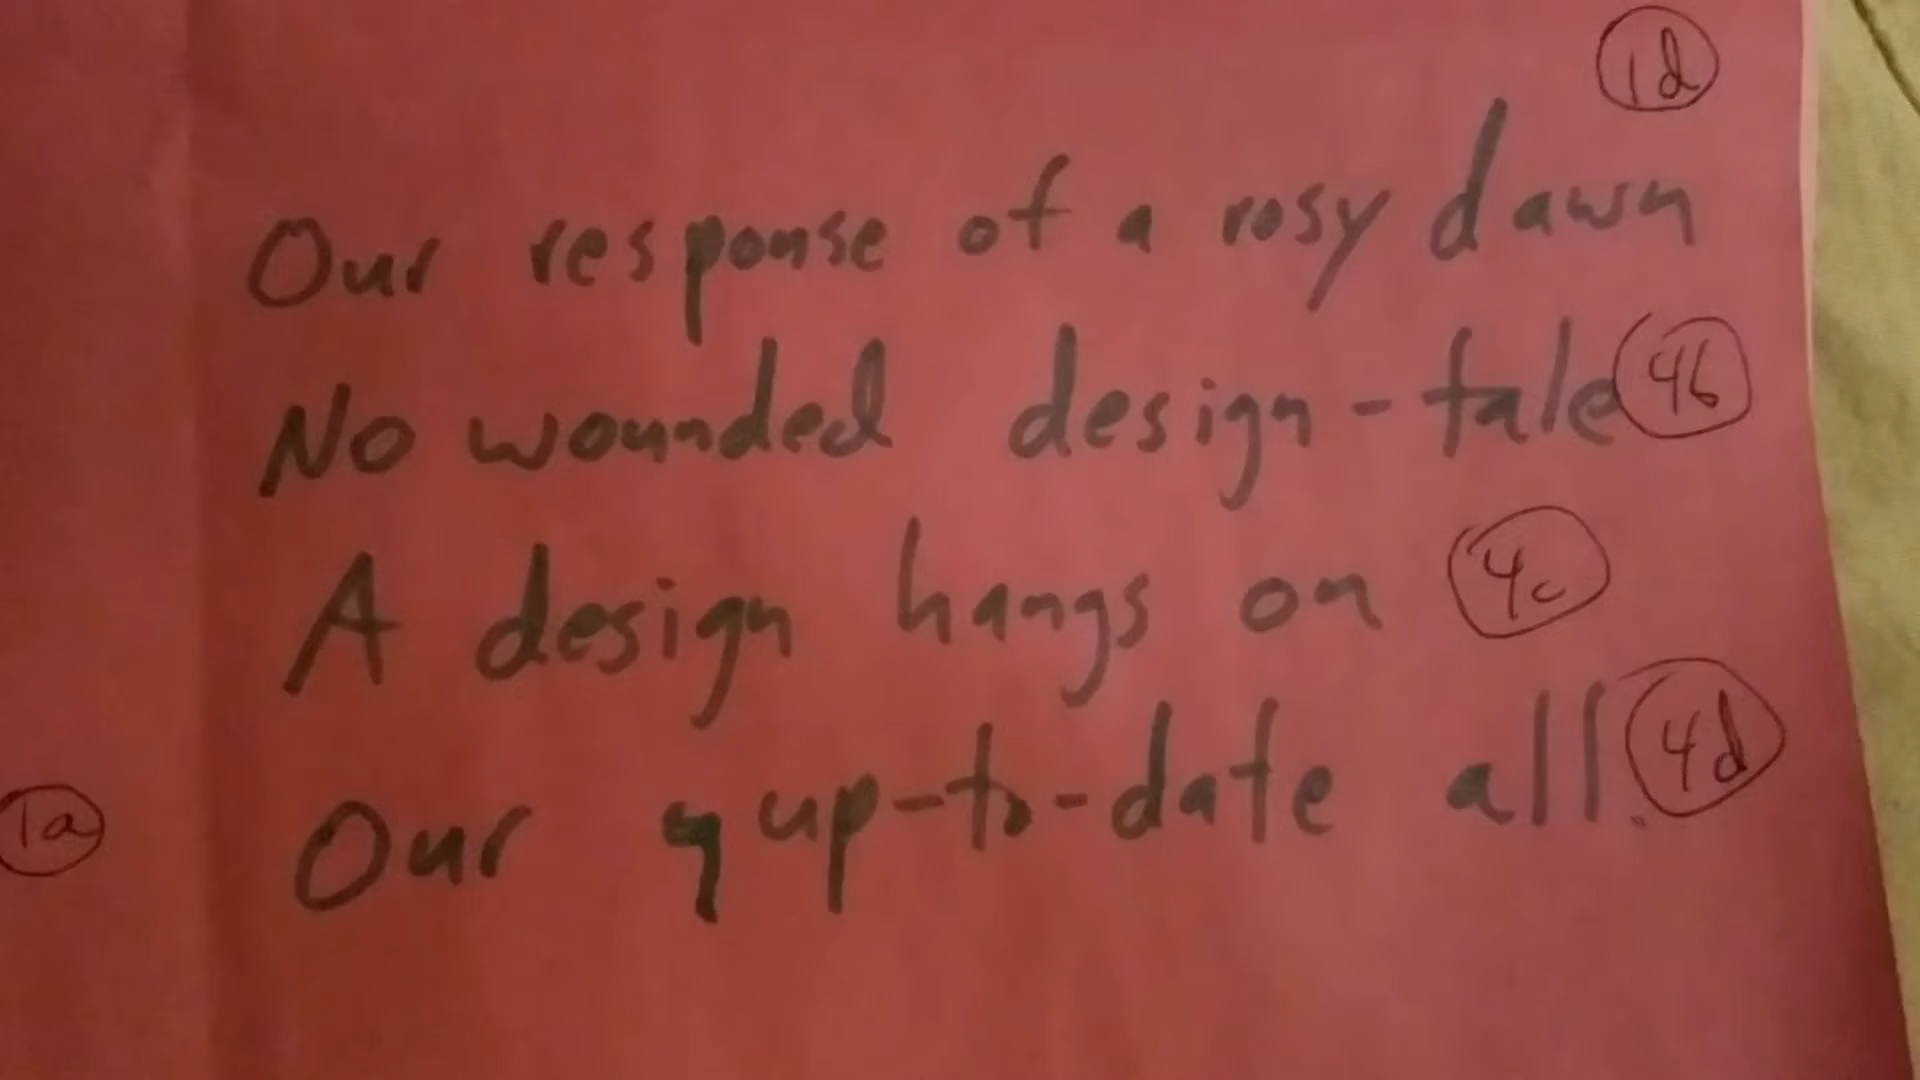 1d
Our response of a rosy dawn
No wounded design-tale 4b
A design hangs on 4c
Our up-to-date all. 4d
1a